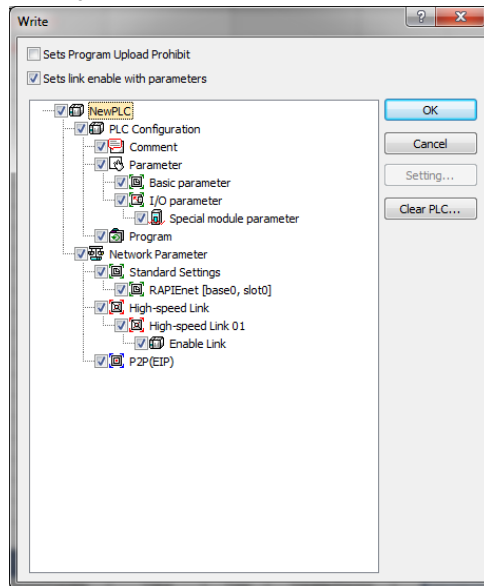 Write
Sets Program Upload Prohibit
Sets link enable with parameters
NewPLC
PLC Configuration
Comment
Parameter
Basic parameter
I/O parameter
Special module parameter
Program
Network Parameter
Standard Settings
RAPIEnet [base0, slot0]
High-speed Link
High-speed Link 01
Enable Link
P2P(EIP)
OK
Cancel
Setting...
Clear PLC...